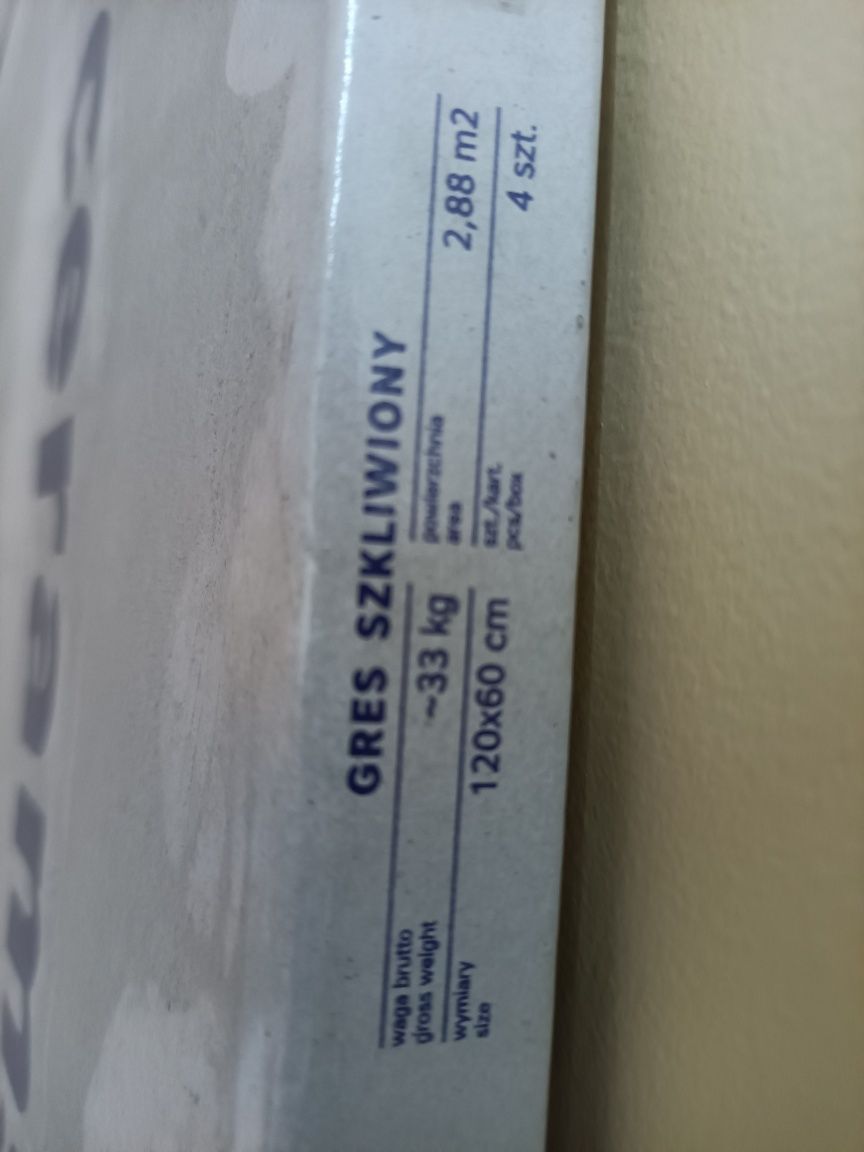 GRES SZKLIWIONY
waga brutto
gross weight
~33 kg
powierzchnia
area
2,88 m2
wymiary
size
120x60 cm
szt./kart.
pcs/box
4 szt.